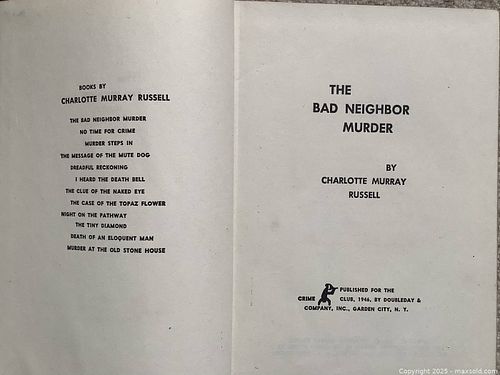 BOOKS BY
CHARLOTTE MURRAY RUSSELL
THE BAD NEIGHBOR MURDER
NO TIME FOR CRIME
MURDER STEPS IN
THE MESSAGE OF THE MUTE DOG
DREADFUL RECKONING
I HEARD THE DEATH BELL
THE CLUE OF THE NAKED EYE
THE CASE OF THE TOPAZ FLOWER
NIGHT ON THE PATHWAY
THE TINY DIAMOND
DEATH OF AN ELOQUENT MAN
MURDER AT THE OLD STONE HOUSE
THE
BAD NEIGHBOR
MURDER
BY
CHARLOTTE MURRAY
RUSSELL
PUBLISHED FOR THE
CRIME CLUB, 1946, BY DOUBLEDAY &
COMPANY, INC., GARDEN CITY, N. Y.
Copyright 2025 - maxsold.com